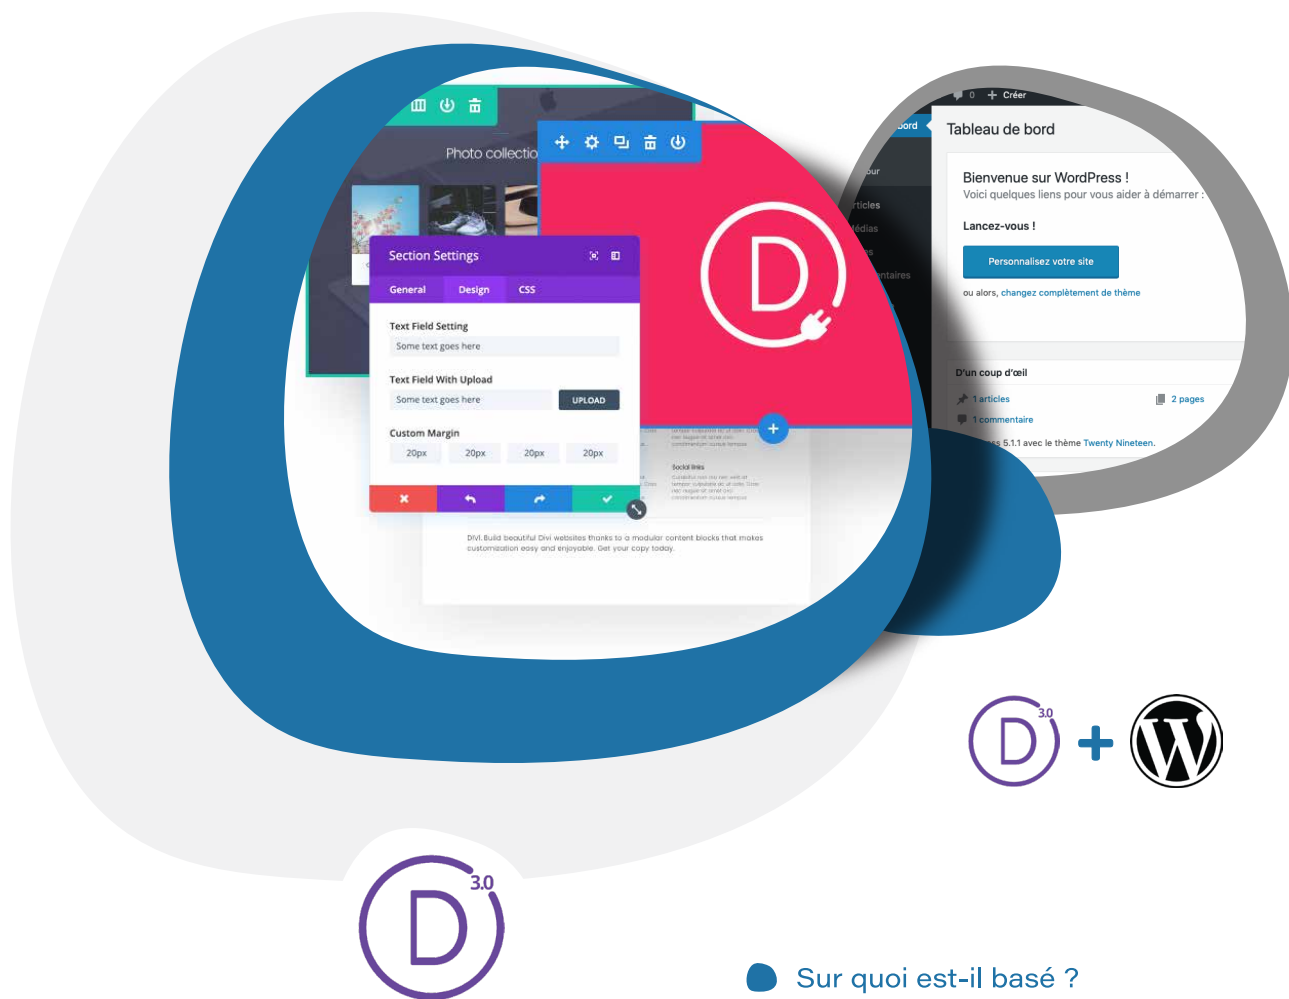 0 + Créer
Tableau de bord
Bienvenue sur WordPress !
Voici quelques liens pour vous aider à démarrer :
Lancez-vous !
Personnalisez votre site
ou alors, changez complètement de thème
D'un coup d'œil
1 articles
2 pages
1 commentaire
5.1.1 avec le thème Twenty Nineteen.
Photo collectio
D
Section Settings
General Design CSS
Text Field Setting
Some text goes here
Text Field With Upload
Some text goes here
UPLOAD
Custom Margin
20px 20px 20px 20px
Social links
DIVI. Build beautiful Divi websites thanks to a modular content blocks that makes
customization easy and enjoyable. Get your copy today.
D 3.0 + W
D 3.0
Sur quoi est-il basé ?